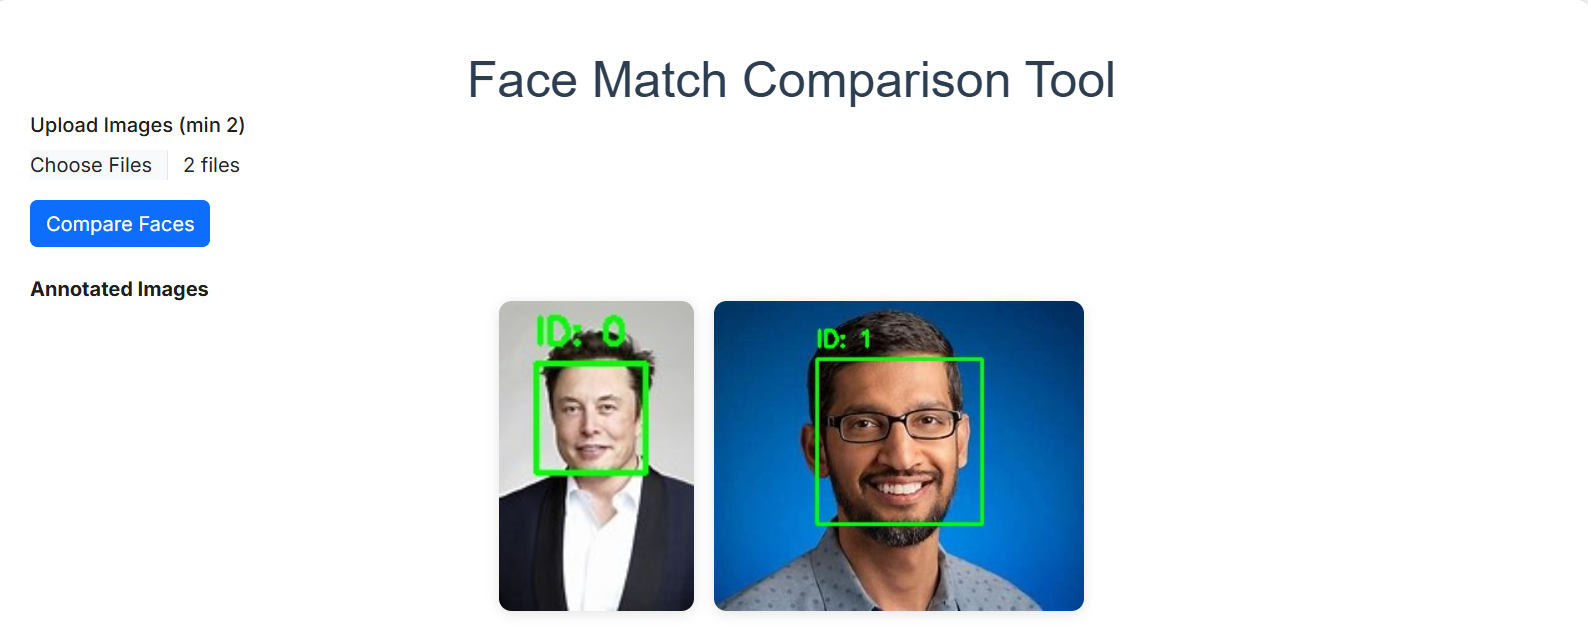 Face Match Comparison Tool
Upload Images (min 2)
Choose Files 2 files
Compare Faces
Annotated Images
ID: 0
ID: 1